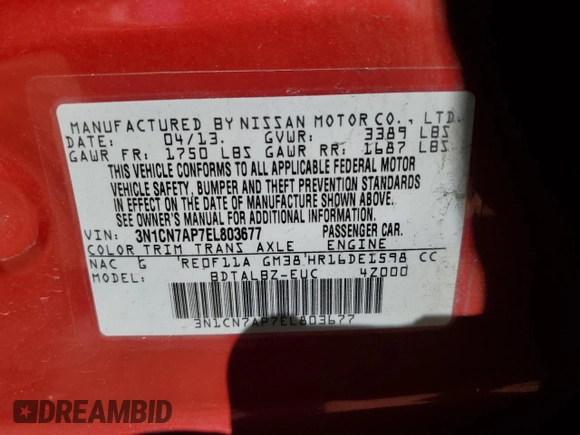 MANUFACTURED BY NISSAN MOTOR CO., LTD.
DATE: 04/13. GVWR: 3389 LBS
GAWR FR: 1750 LBS GAWR RR: 1687 LBS
THIS VEHICLE CONFORMS TO ALL APPLICABLE FEDERAL MOTOR
VEHICLE SAFETY, BUMPER AND THEFT PREVENTION STANDARDS
IN EFFECT ON THE DATE OF MANUFACTURE SHOWN ABOVE.
SEE OWNER'S MANUAL FOR ADDITIONAL INFORMATION
VIN: 3N1CN7AP7EL803677 PASSENGER CAR.
COLOR TRIM TRANS AXLE ENGINE
NAC G 'RE0F11A GM38'HR16DE1598 CC
MODEL: BDTALBZ-EUC 4Z000
3N1CN7AP7EL803677
DREAMBID